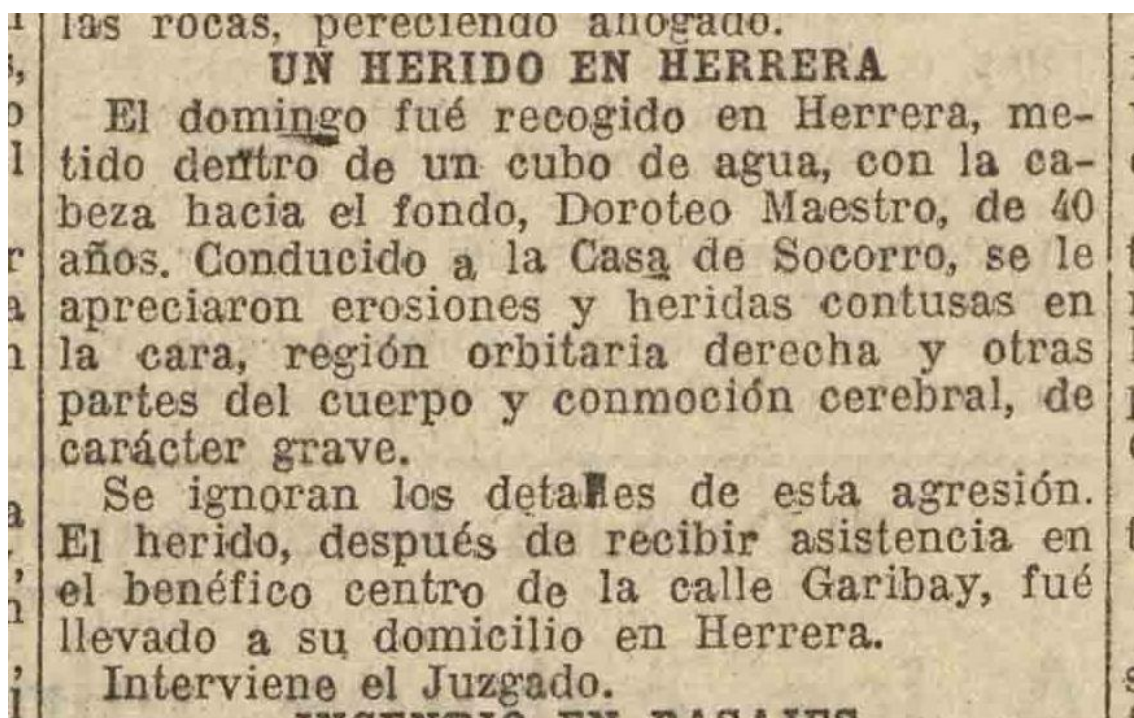 las rocas, pereciendo ahogado.
UN HERIDO EN HERRERA
El domingo fué recogido en Herrera, me-
tido dentro de un cubo de agua, con la ca-
beza hacia el fondo, Doroteo Maestro, de 40
años. Conducido a la Casa de Socorro, se le
apreciaron erosiones y heridas contusas en
la cara, región orbitaria derecha y otras
partes del cuerpo y conmoción cerebral, de
carácter grave.
Se ignoran los detalles de esta agresión.
El herido, después de recibir asistencia en
el benéfico centro de la calle Garibay, fué
llevado a su domicilio en Herrera.
Interviene el Juzgado.
INCENDIO EN PASAJES